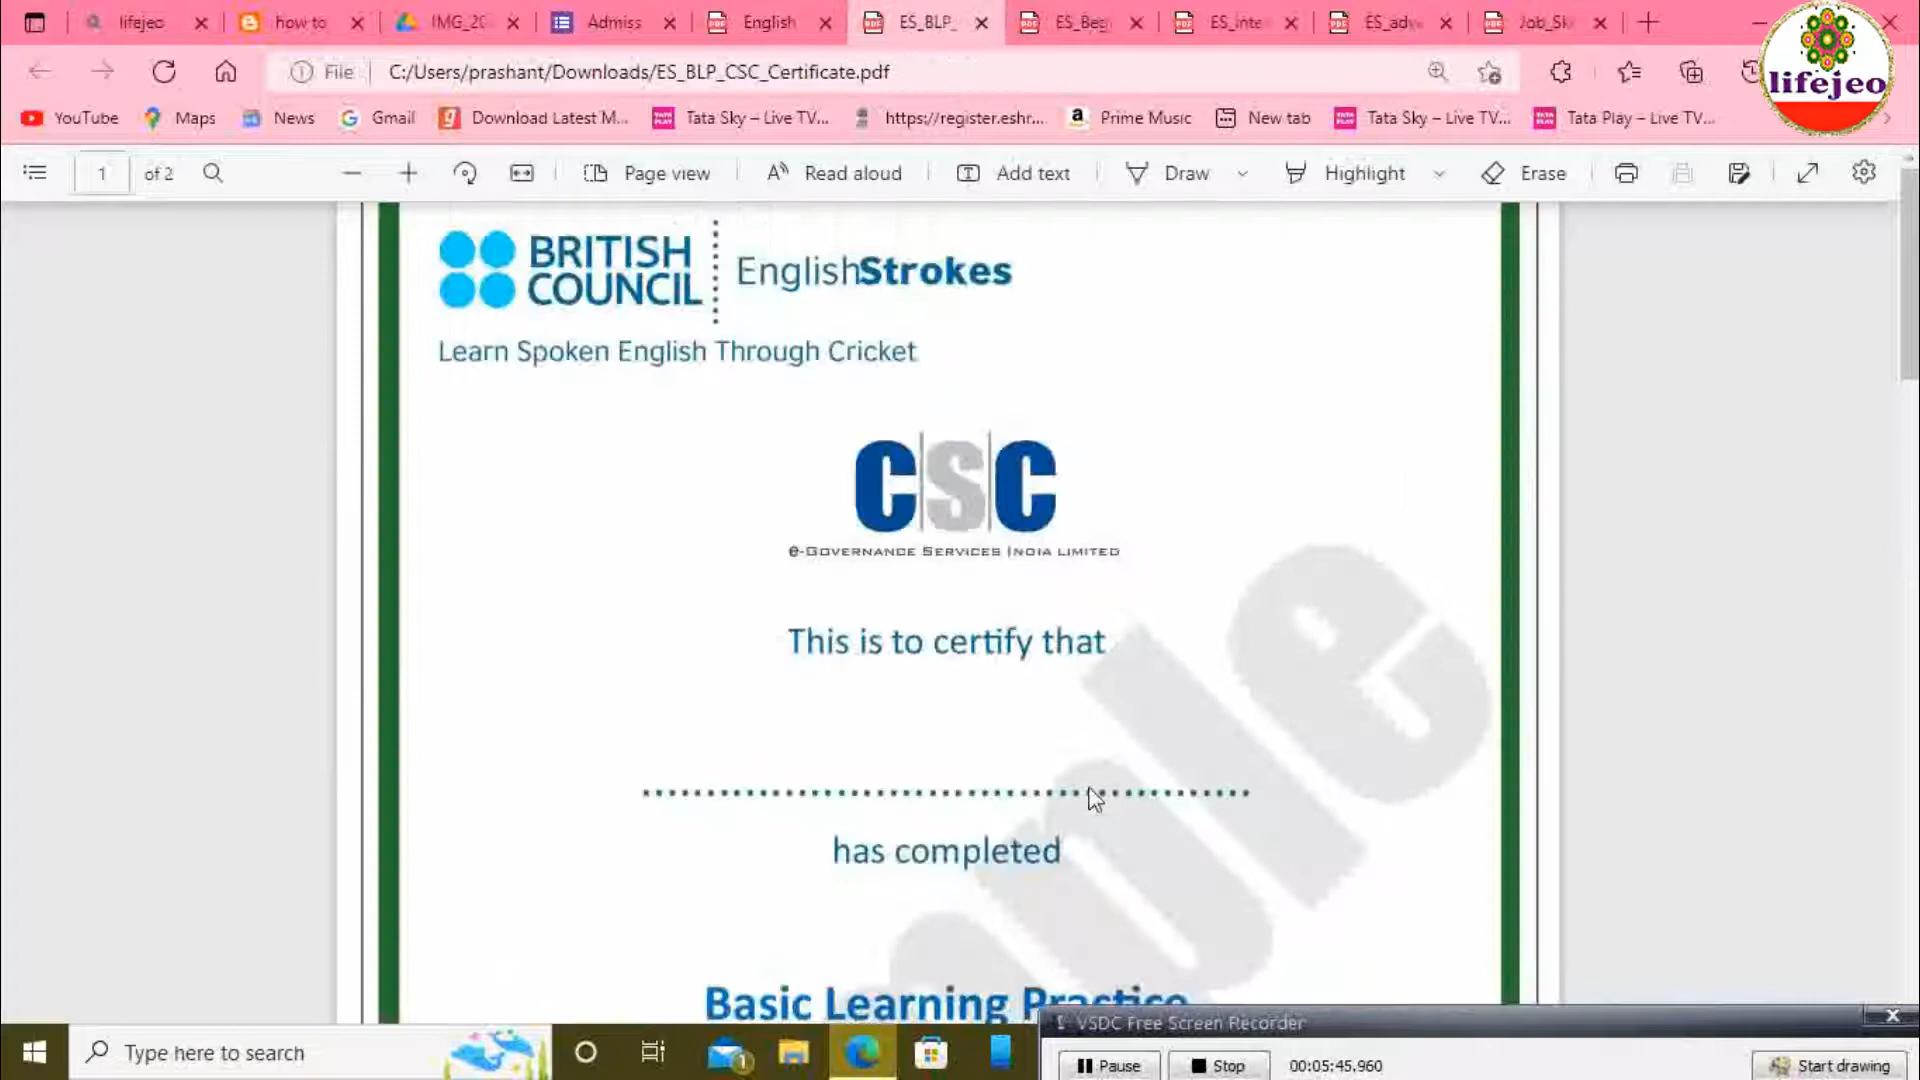 lifejeo
how to
IMG_20
Admiss
English
ES_BLP_
ES_Beg
ES_inte
ES_adv
Job_Sk
File
C:/Users/prashant/Downloads/ES_BLP_CSC_Certificate.pdf
lifejeo
YouTube
Maps
News
Gmail
Download Latest M...
Tata Sky – Live TV...
https://register.eshr...
Prime Music
New tab
Tata Sky – Live TV...
Tata Play – Live TV...
1 of 2
Page view
Read aloud
Add text
Draw
Highlight
Erase
BRITISH
COUNCIL
EnglishStrokes
Learn Spoken English Through Cricket
CSC
e-Governance Services India Limited
This is to certify that
has completed
Basic Learning Practice
VSDC Free Screen Recorder
Type here to search
1
Pause
Stop
00:05:45.960
Start drawing